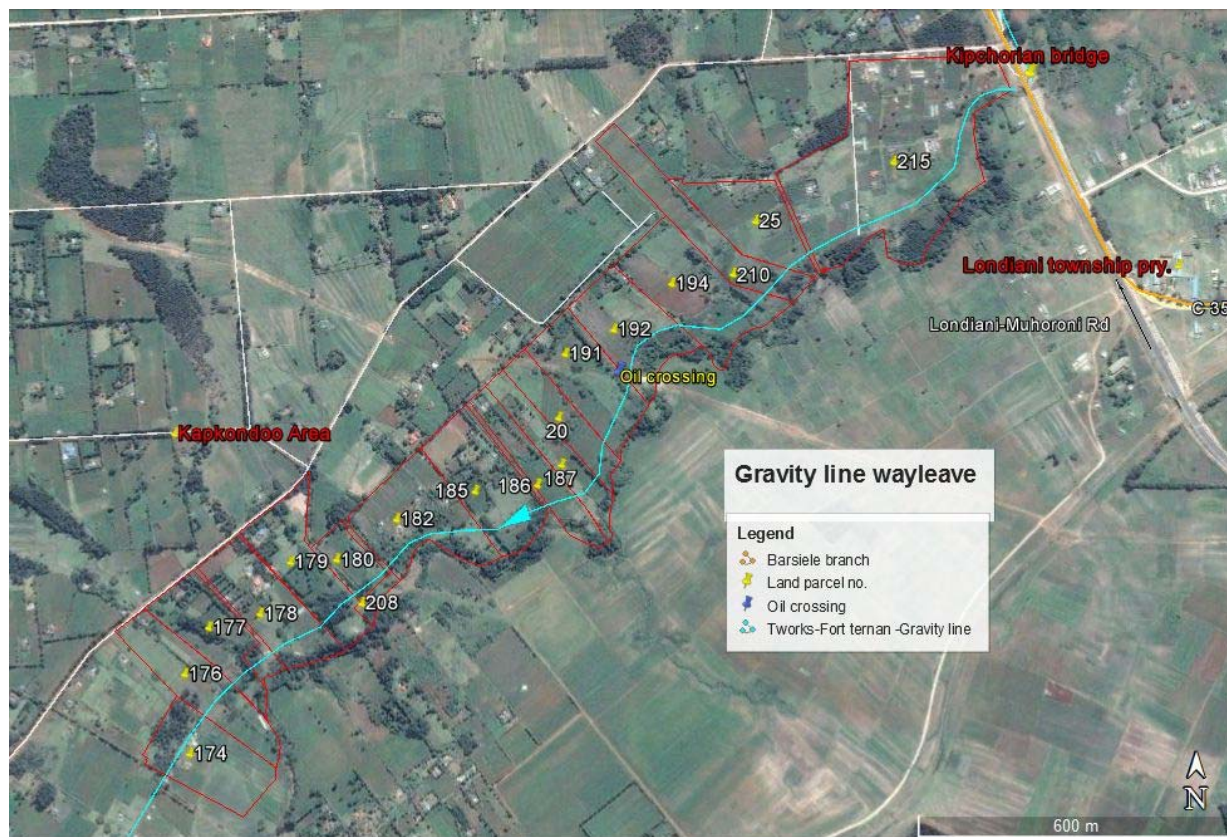 Kipchorian bridge
215
25
Londiani township pry.
210
194
C 35
Londiani-Muhoroni Rd
192
191
Oil crossing
20
Kapkondoo Area
187
186
185
Gravity line wayleave
182
Legend
Barsiele branch
179
180
Land parcel no.
208
Oil crossing
178
177
Tworks-Fort ternan -Gravity line
176
174
N
600 m